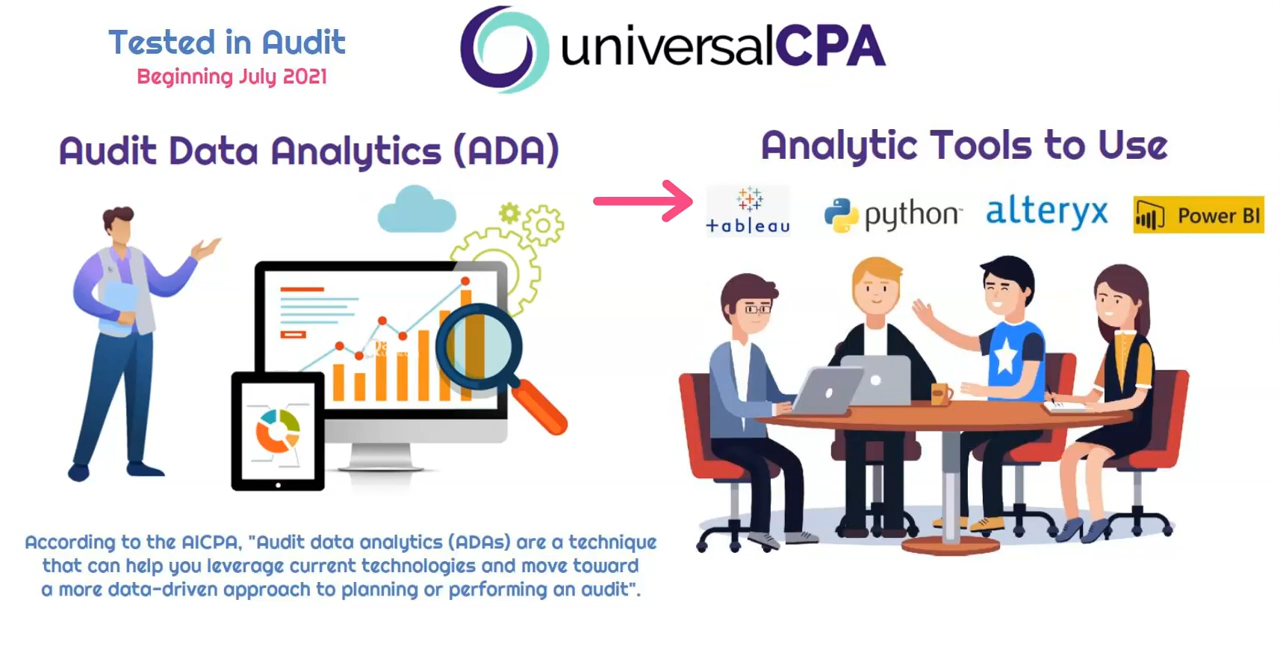 Tested in Audit
Beginning July 2021
universalCPA
Audit Data Analytics (ADA)
Analytic Tools to Use
+ableau
python™
alteryx
Power BI
According to the AICPA, "Audit data analytics (ADAs) are a technique
that can help you leverage current technologies and move toward
a more data-driven approach to planning or performing an audit".